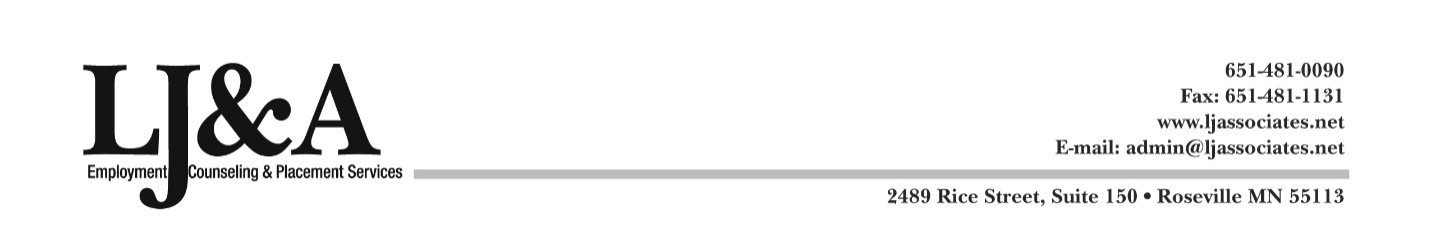 LJ&A
Employment Counseling & Placement Services
651-481-0090
Fax: 651-481-1131
www.ljassociates.net
E-mail: admin@ljassociates.net
2489 Rice Street, Suite 150 • Roseville MN 55113